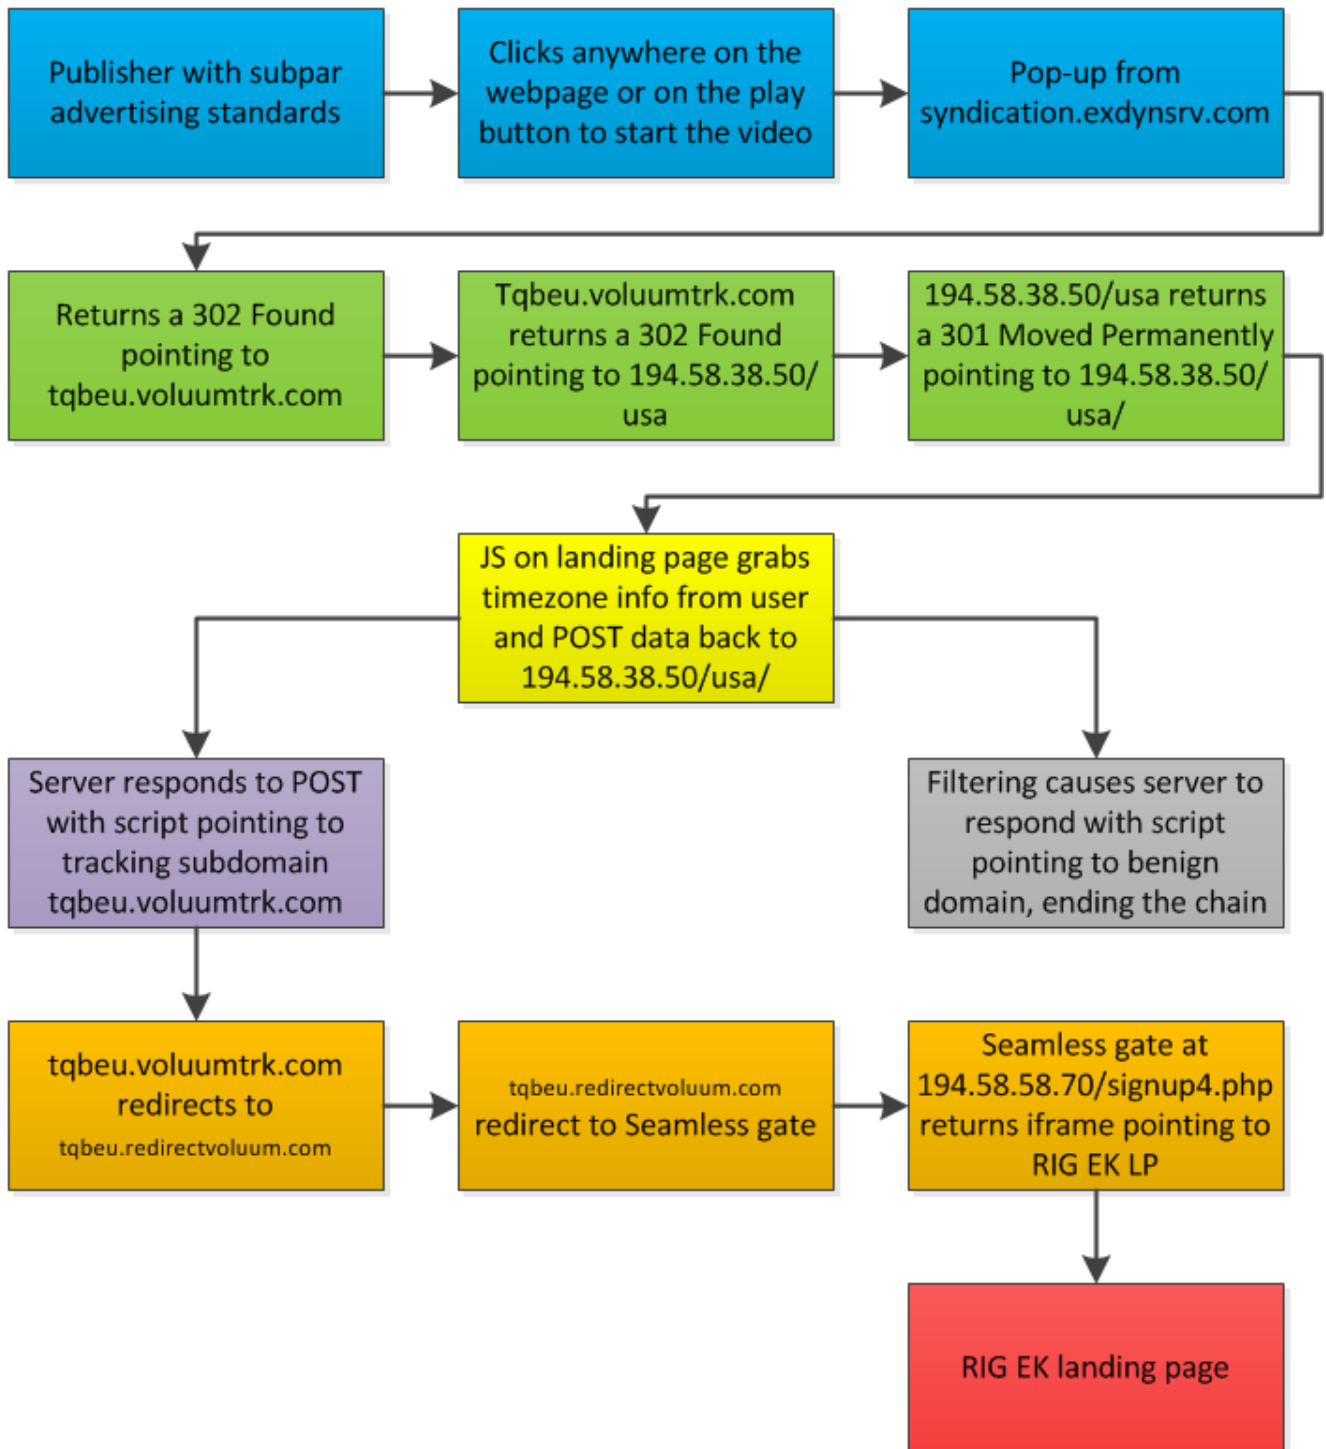 Publisher with subpar
advertising standards
Clicks anywhere on the
webpage or on the play
button to start the video
Pop-up from
syndication.exdynsrv.com
Returns a 302 Found
pointing to
tqbeu.voluumtrk.com
Tqbeu.voluumtrk.com
returns a 302 Found
pointing to 194.58.38.50/
usa
194.58.38.50/usa returns
a 301 Moved Permanently
pointing to 194.58.38.50/
usa/
JS on landing page grabs
timezone info from user
and POST data back to
194.58.38.50/usa/
Server responds to POST
with script pointing to
tracking subdomain
tqbeu.voluumtrk.com
Filtering causes server to
respond with script
pointing to benign
domain, ending the chain
tqbeu.voluumtrk.com
redirects to
tqbeu.redirectvoluum.com
tqbeu.redirectvoluum.com
redirect to Seamless gate
Seamless gate at
194.58.58.70/signup4.php
returns iframe pointing to
RIG EK LP
RIG EK landing page